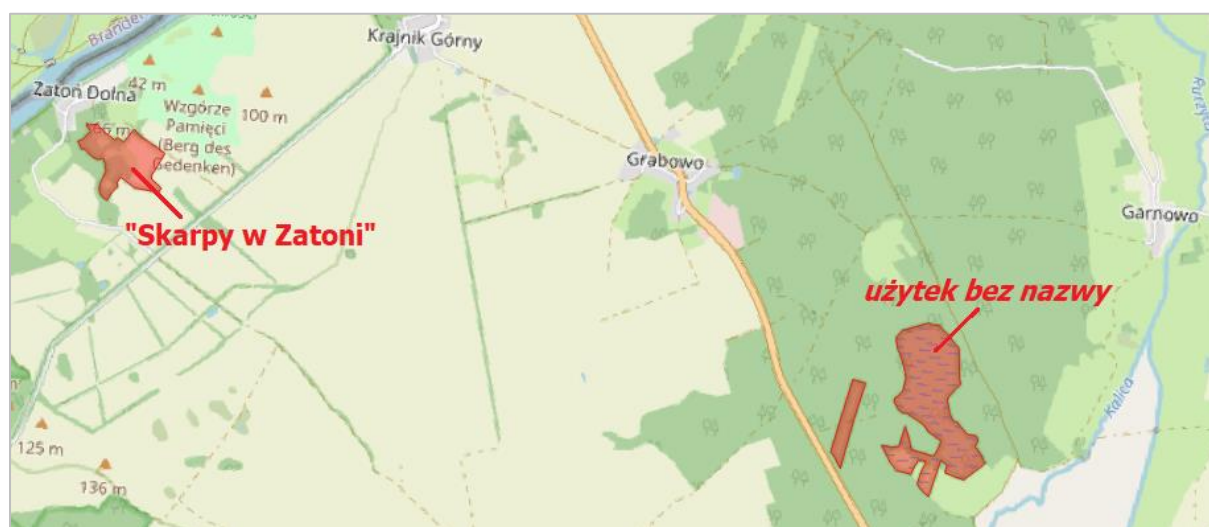 Krajnik Górny
Zatoń Dolna
42 m
Wzgórze
Pamięci
(Berg des
Gedenken)
100 m
Grabowo
Garnowo
"Skarpy w Zatoni"
użytek bez nazwy
Kalica
125 m
136 m